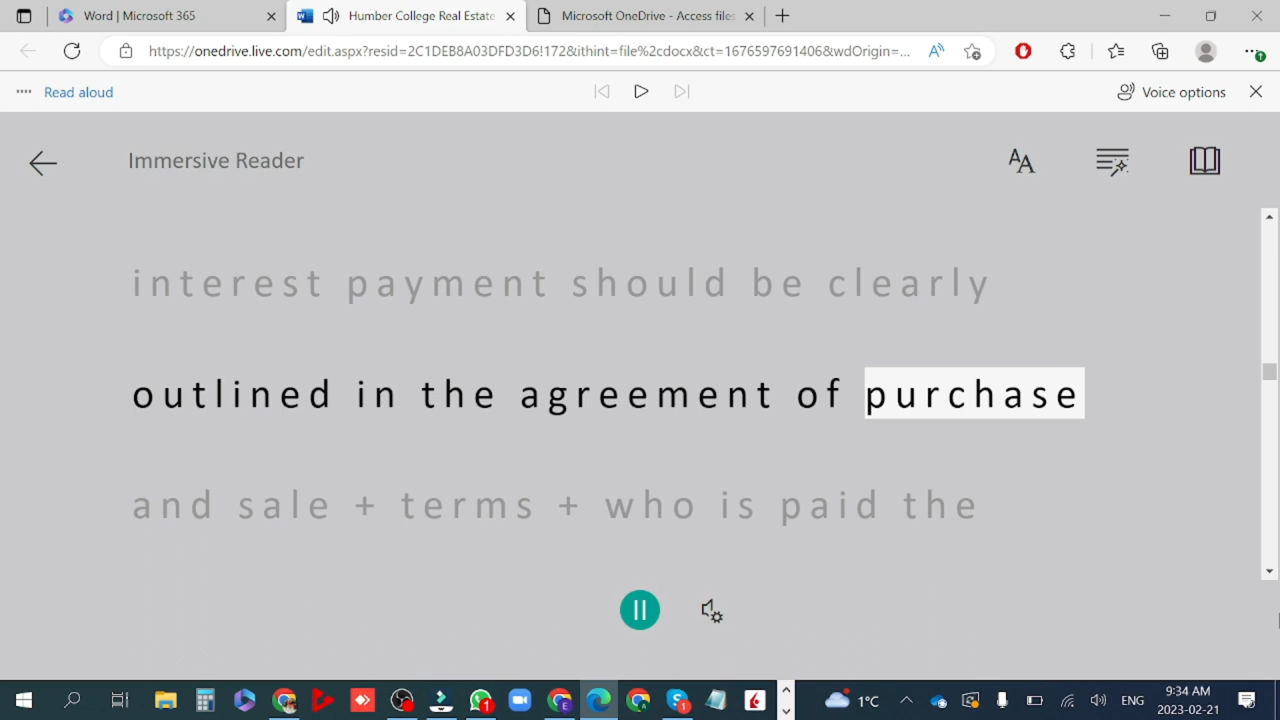 Word | Microsoft 365
Humber College Real Estate
Microsoft OneDrive - Access files
https://onedrive.live.com/edit.aspx?resid=2C1DEB8A03DFD3D6!172&ithint=file%2cdocx&ct=1676597691406&wdOrigin=...
Read aloud
Voice options
Immersive Reader
interest payment should be clearly
outlined in the agreement of purchase
and sale + terms + who is paid the
1°C
ENG
9:34 AM
2023-02-21